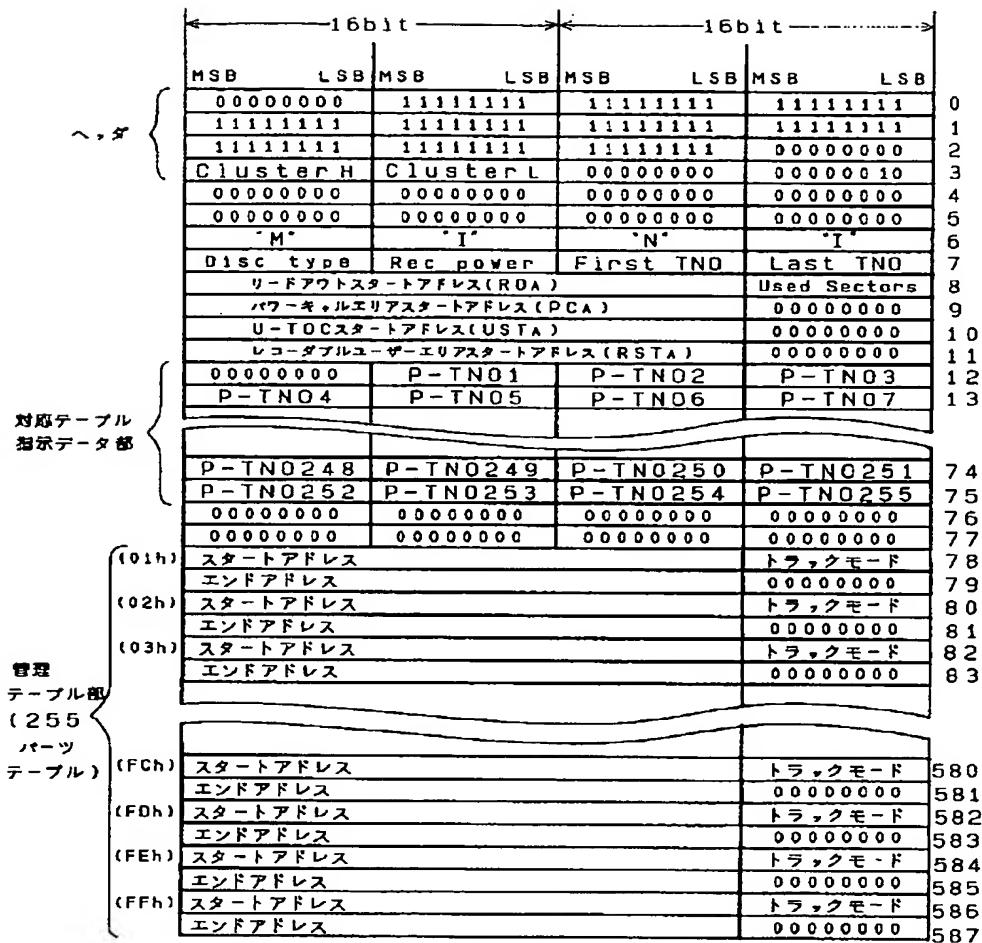 16bit 16bit
MSB LSB MSB LSB MSB LSB MSB LSB
ヘッダ
00000000 11111111 11111111 11111111 0
11111111 11111111 11111111 11111111 1
11111111 11111111 11111111 00000000 2
Cluster H Cluster L 00000000 00000010 3
00000000 00000000 00000000 00000000 4
00000000 00000000 00000000 00000000 5
"M" "I" "N" "I" 6
Disc type Rec power First TNO Last TNO 7
リードアウトスタートアドレス(ROA) Used Sectors 8
パワーキャルエリアスタートアドレス(PCA) 00000000 9
U-TOCスタートアドレス(USTA) 00000000 10
レコーダブルユーザーエリアスタートアドレス(RSTA) 00000000 11
対応テーブル
指示データ部
00000000 P-TNO1 P-TNO2 P-TNO3 12
P-TNO4 P-TNO5 P-TNO6 P-TNO7 13
P-TNO248 P-TNO249 P-TNO250 P-TNO251 74
P-TNO252 P-TNO253 P-TNO254 P-TNO255 75
00000000 00000000 00000000 00000000 76
00000000 00000000 00000000 00000000 77
管理
テーブル部
(255
パーツ
テーブル)
(01h) スタートアドレス トラックモード 78
エンドアドレス 00000000 79
(02h) スタートアドレス トラックモード 80
エンドアドレス 00000000 81
(03h) スタートアドレス トラックモード 82
エンドアドレス 00000000 83
(FCh) スタートアドレス トラックモード 580
エンドアドレス 00000000 581
(FDh) スタートアドレス トラックモード 582
エンドアドレス 00000000 583
(FEh) スタートアドレス トラックモード 584
エンドアドレス 00000000 585
(FFh) スタートアドレス トラックモード 586
エンドアドレス 00000000 587